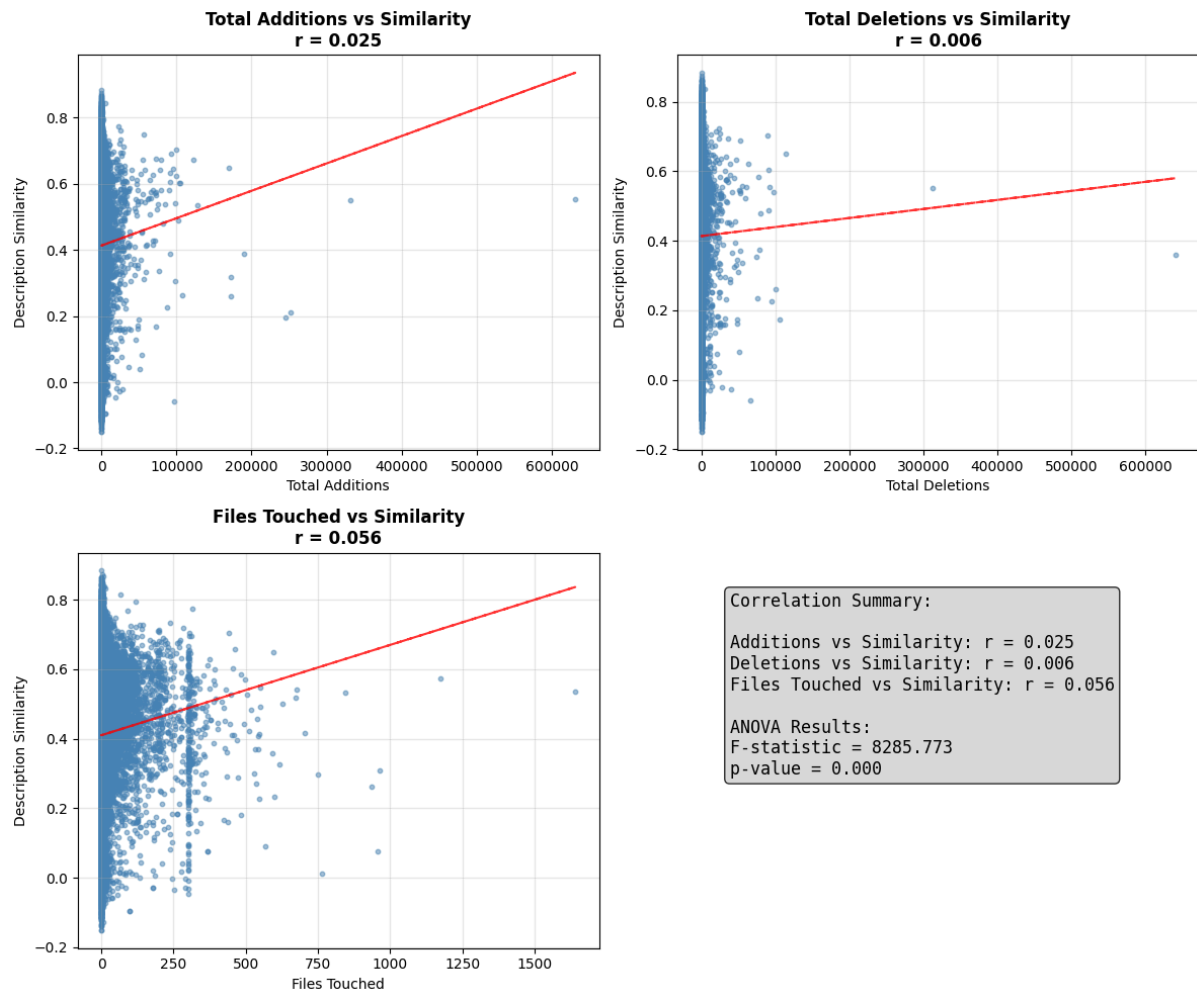 Total Additions vs Similarity
r = 0.025
Description Similarity
0.8
0.6
0.4
0.2
0.0
−0.2
0
100000
200000
300000
400000
500000
600000
Total Additions
Total Deletions vs Similarity
r = 0.006
Description Similarity
0.8
0.6
0.4
0.2
0.0
−0.2
0
100000
200000
300000
400000
500000
600000
Total Deletions
Files Touched vs Similarity
r = 0.056
Description Similarity
0.8
0.6
0.4
0.2
0.0
−0.2
0
250
500
750
1000
1250
1500
Files Touched
Correlation Summary:
Additions vs Similarity: r = 0.025
Deletions vs Similarity: r = 0.006
Files Touched vs Similarity: r = 0.056
ANOVA Results:
F-statistic = 8285.773
p-value = 0.000